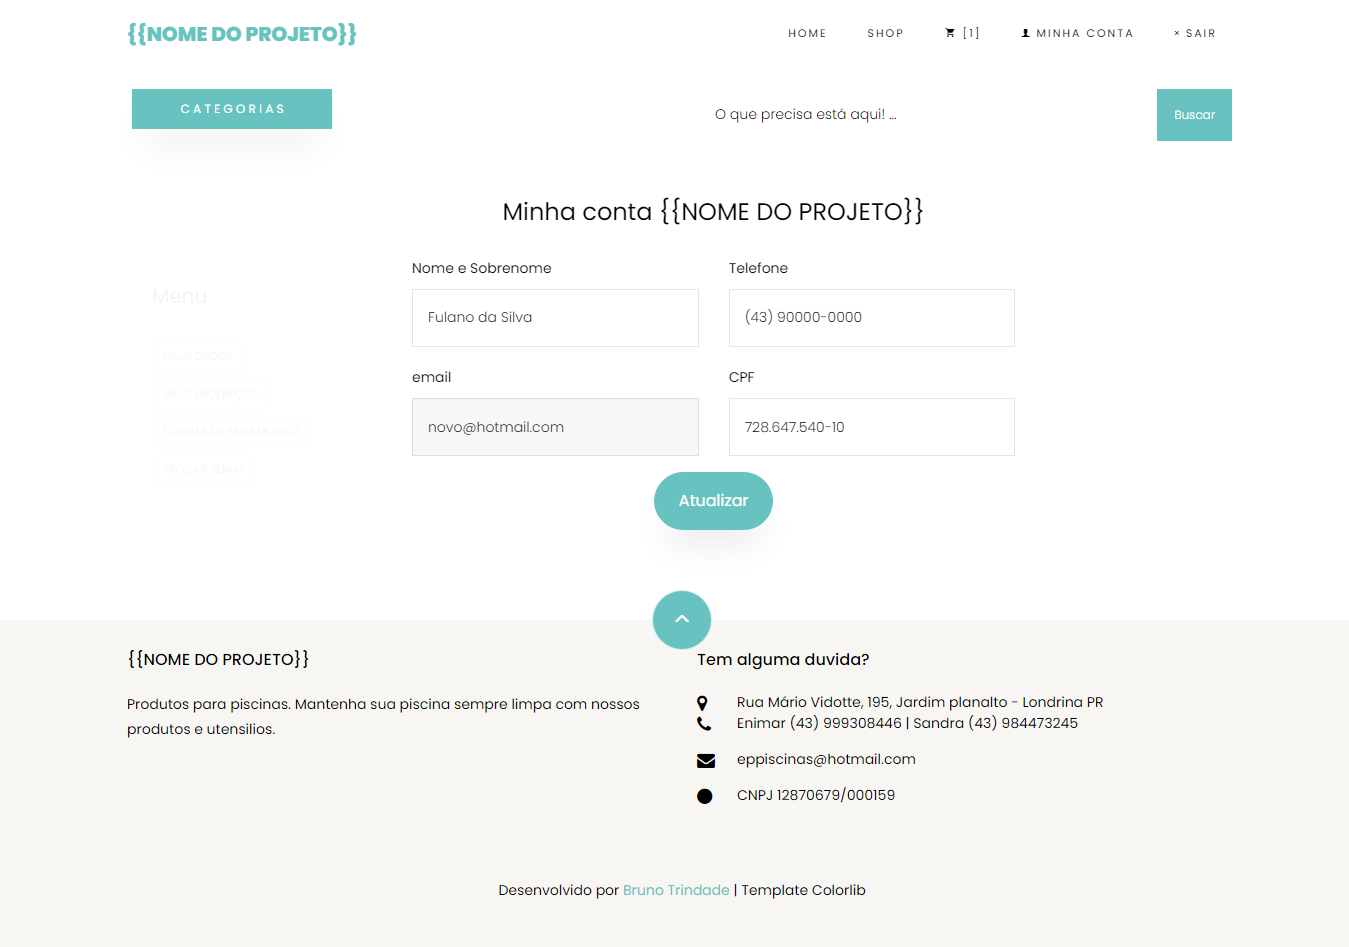 {{NOME DO PROJETO}}
HOME
SHOP
[1]
MINHA CONTA
× SAIR
CATEGORIAS
O que precisa está aqui! ...
Buscar
Minha conta {{NOME DO PROJETO}}
Menu
MEUS DADOS
MEUS ENDEREÇOS
FORMAS DE PAGAMENTOS
TROCAR SENHA
Nome e Sobrenome
Telefone
Fulano da Silva
(43) 90000-0000
email
CPF
novo@hotmail.com
728.647.540-10
Atualizar
{{NOME DO PROJETO}}
Produtos para piscinas. Mantenha sua piscina sempre limpa com nossos
produtos e utensilios.
Tem alguma duvida?
Rua Mário Vidotte, 195, Jardim planalto - Londrina PR
Enimar (43) 999308446 | Sandra (43) 984473245
eppiscinas@hotmail.com
CNPJ 12870679/000159
Desenvolvido por Bruno Trindade | Template Colorlib